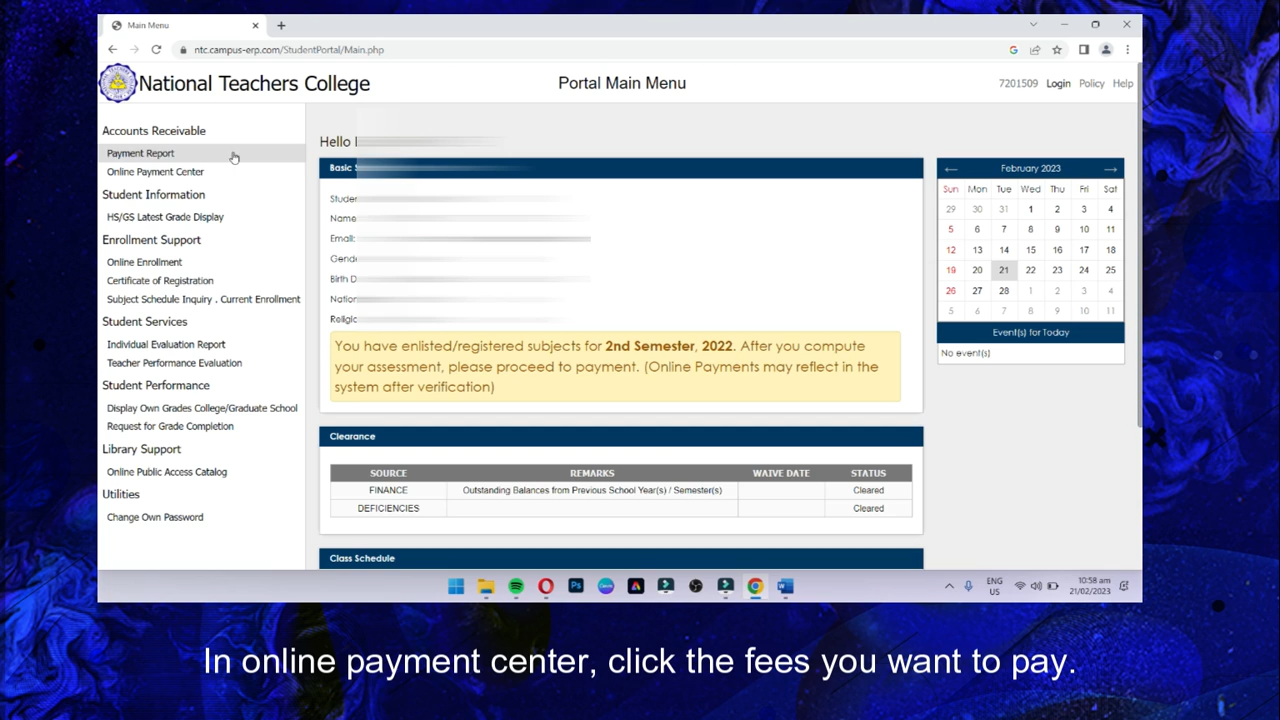 Main Menu
ntc.campus-erp.com/StudentPortal/Main.php
National Teachers College
Portal Main Menu
7201509 Login Policy Help
Accounts Receivable
Payment Report
Online Payment Center
Student Information
HS/GS Latest Grade Display
Enrollment Support
Online Enrollment
Certificate of Registration
Subject Schedule Inquiry . Current Enrollment
Student Services
Individual Evaluation Report
Teacher Performance Evaluation
Student Performance
Display Own Grades College/Graduate School
Request for Grade Completion
Library Support
Online Public Access Catalog
Utilities
Change Own Password
Hello
Basic
Name
Email:
You have enlisted/registered subjects for 2nd Semester, 2022. After you compute
your assessment, please proceed to payment. (Online Payments may reflect in the
system after verification)
Clearance
SOURCE REMARKS WAIVE DATE STATUS
FINANCE Outstanding Balances from Previous School Year(s) / Semester(s) Cleared
DEFICIENCIES Cleared
Class Schedule
February 2023
Sun Mon Tue Wed Thu Fri Sat
29 30 31 1 2 3 4
5 6 7 8 9 10 11
12 13 14 15 16 17 18
19 20 21 22 23 24 25
26 27 28 1 2 3 4
5 6 7 8 9 10 11
Event(s) for Today
No event(s)
ENG
US
10:58 am
21/02/2023
In online payment center, click the fees you want to pay.